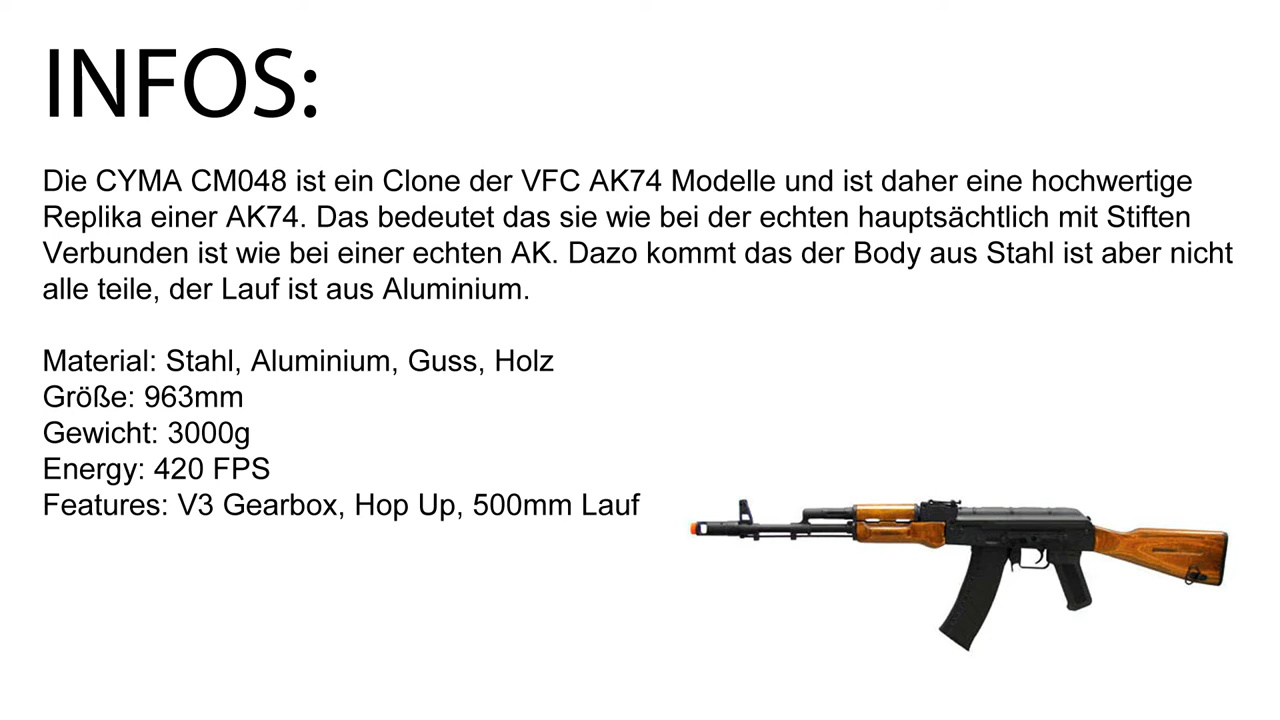 INFOS:
Die CYMA CM048 ist ein Clone der VFC AK74 Modelle und ist daher eine hochwertige
Replika einer AK74. Das bedeutet das sie wie bei der echten hauptsächtlich mit Stiften
Verbunden ist wie bei einer echten AK. Dazo kommt das der Body aus Stahl ist aber nicht
alle teile, der Lauf ist aus Aluminium.
Material: Stahl, Aluminium, Guss, Holz
Größe: 963mm
Gewicht: 3000g
Energy: 420 FPS
Features: V3 Gearbox, Hop Up, 500mm Lauf